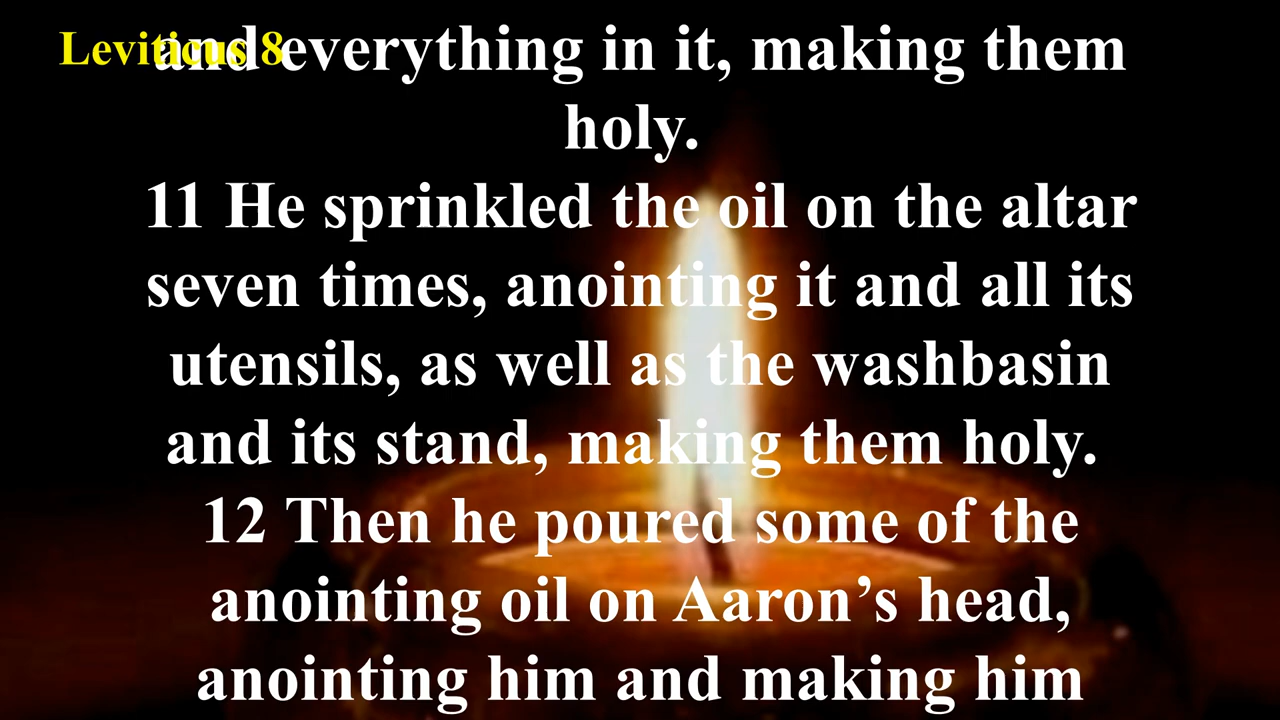 Leviticus 8
and everything in it, making them
holy.
11 He sprinkled the oil on the altar
seven times, anointing it and all its
utensils, as well as the washbasin
and its stand, making them holy.
12 Then he poured some of the
anointing oil on Aaron’s head,
anointing him and making him